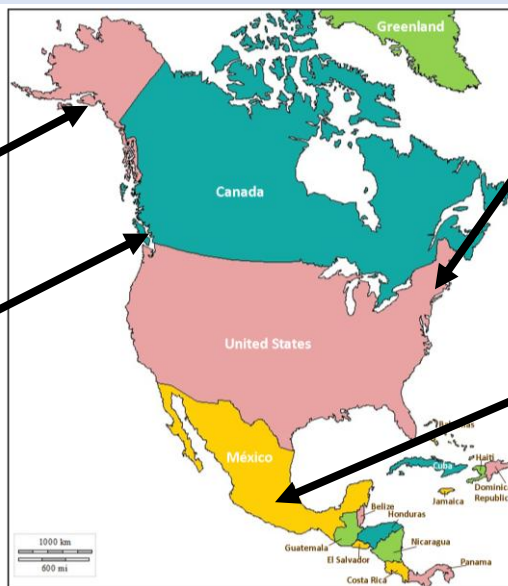 Greenland
Canada
United States
México
Bahamas
Cuba
Haiti
Dominican
Republic
Jamaica
Belize
Honduras
Guatemala
El Salvador
Nicaragua
Costa Rica
Panama
1000 km
600 mi